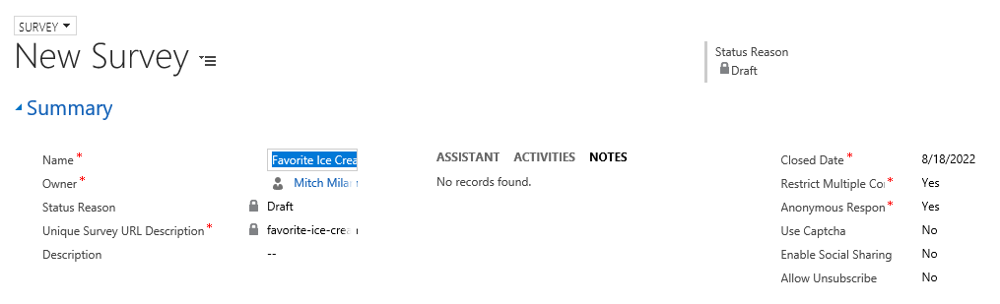 SURVEY
New Survey
Status Reason
Draft
Summary
Name *
Favorite Ice Crea
Owner *
Mitch Milan
Status Reason
Draft
Unique Survey URL Description *
favorite-ice-crea
Description
--
ASSISTANT ACTIVITIES NOTES
No records found.
Closed Date *
8/18/2022
Restrict Multiple Cor *
Yes
Anonymous Respon *
Yes
Use Captcha
No
Enable Social Sharing
No
Allow Unsubscribe
No